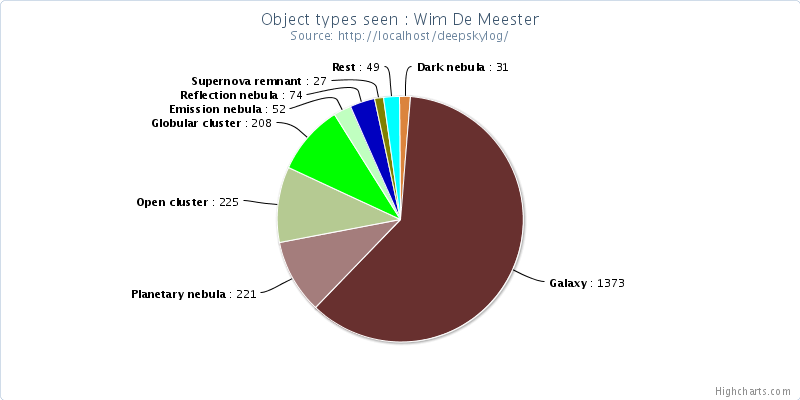 Object types seen : Wim De Meester
Source: http://localhost/deepskylog/
Rest : 49
Dark nebula : 31
Supernova remnant : 27
Reflection nebula : 74
Emission nebula : 52
Globular cluster : 208
Open cluster : 225
Planetary nebula : 221
Galaxy : 1373
Highcharts.com